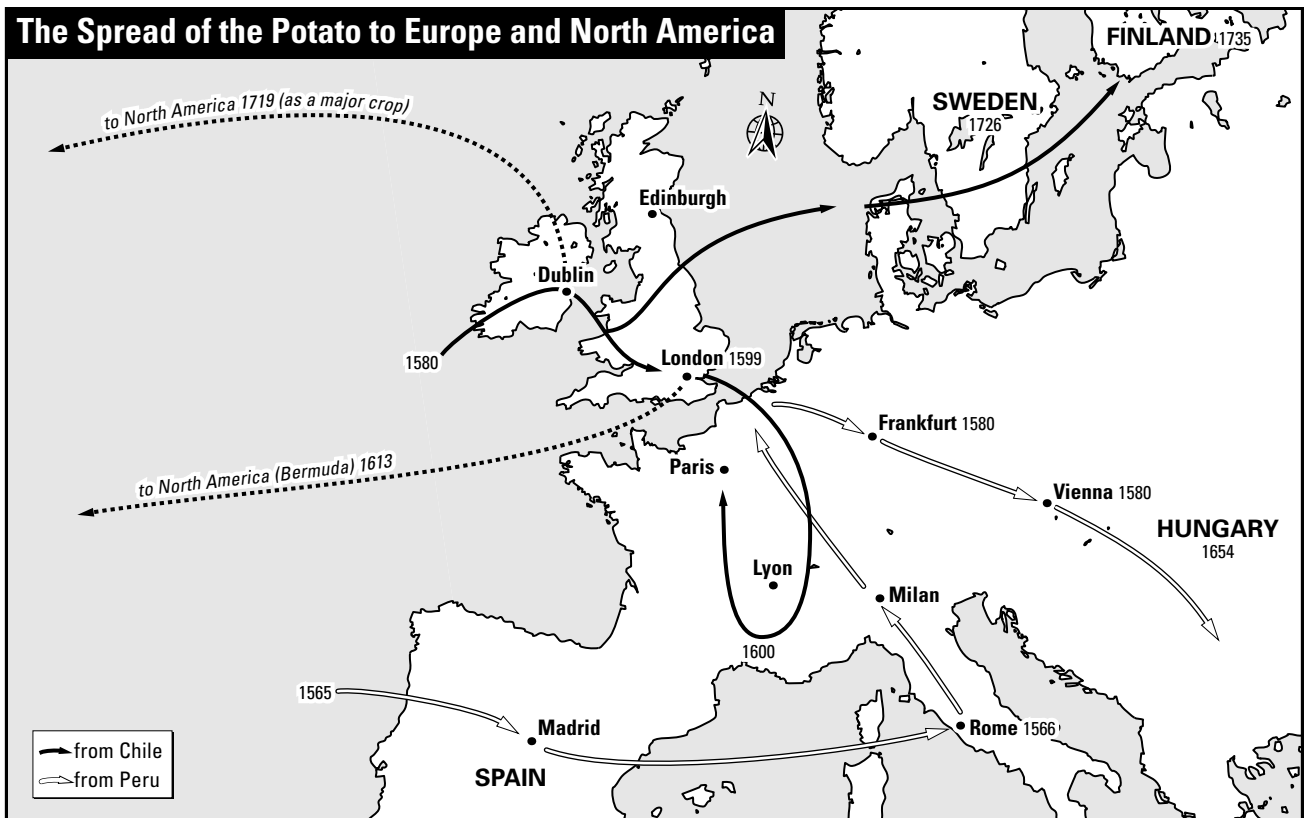 The Spread of the Potato to Europe and North America
FINLAND 1735
to North America 1719 (as a major crop)
N
SWEDEN
1726
Edinburgh
Dublin
1580
London 1599
Frankfurt 1580
to North America (Bermuda) 1613
Paris
Vienna 1580
HUNGARY
1654
Lyon
Milan
1600
1565
Madrid
Rome 1566
SPAIN
from Chile
from Peru